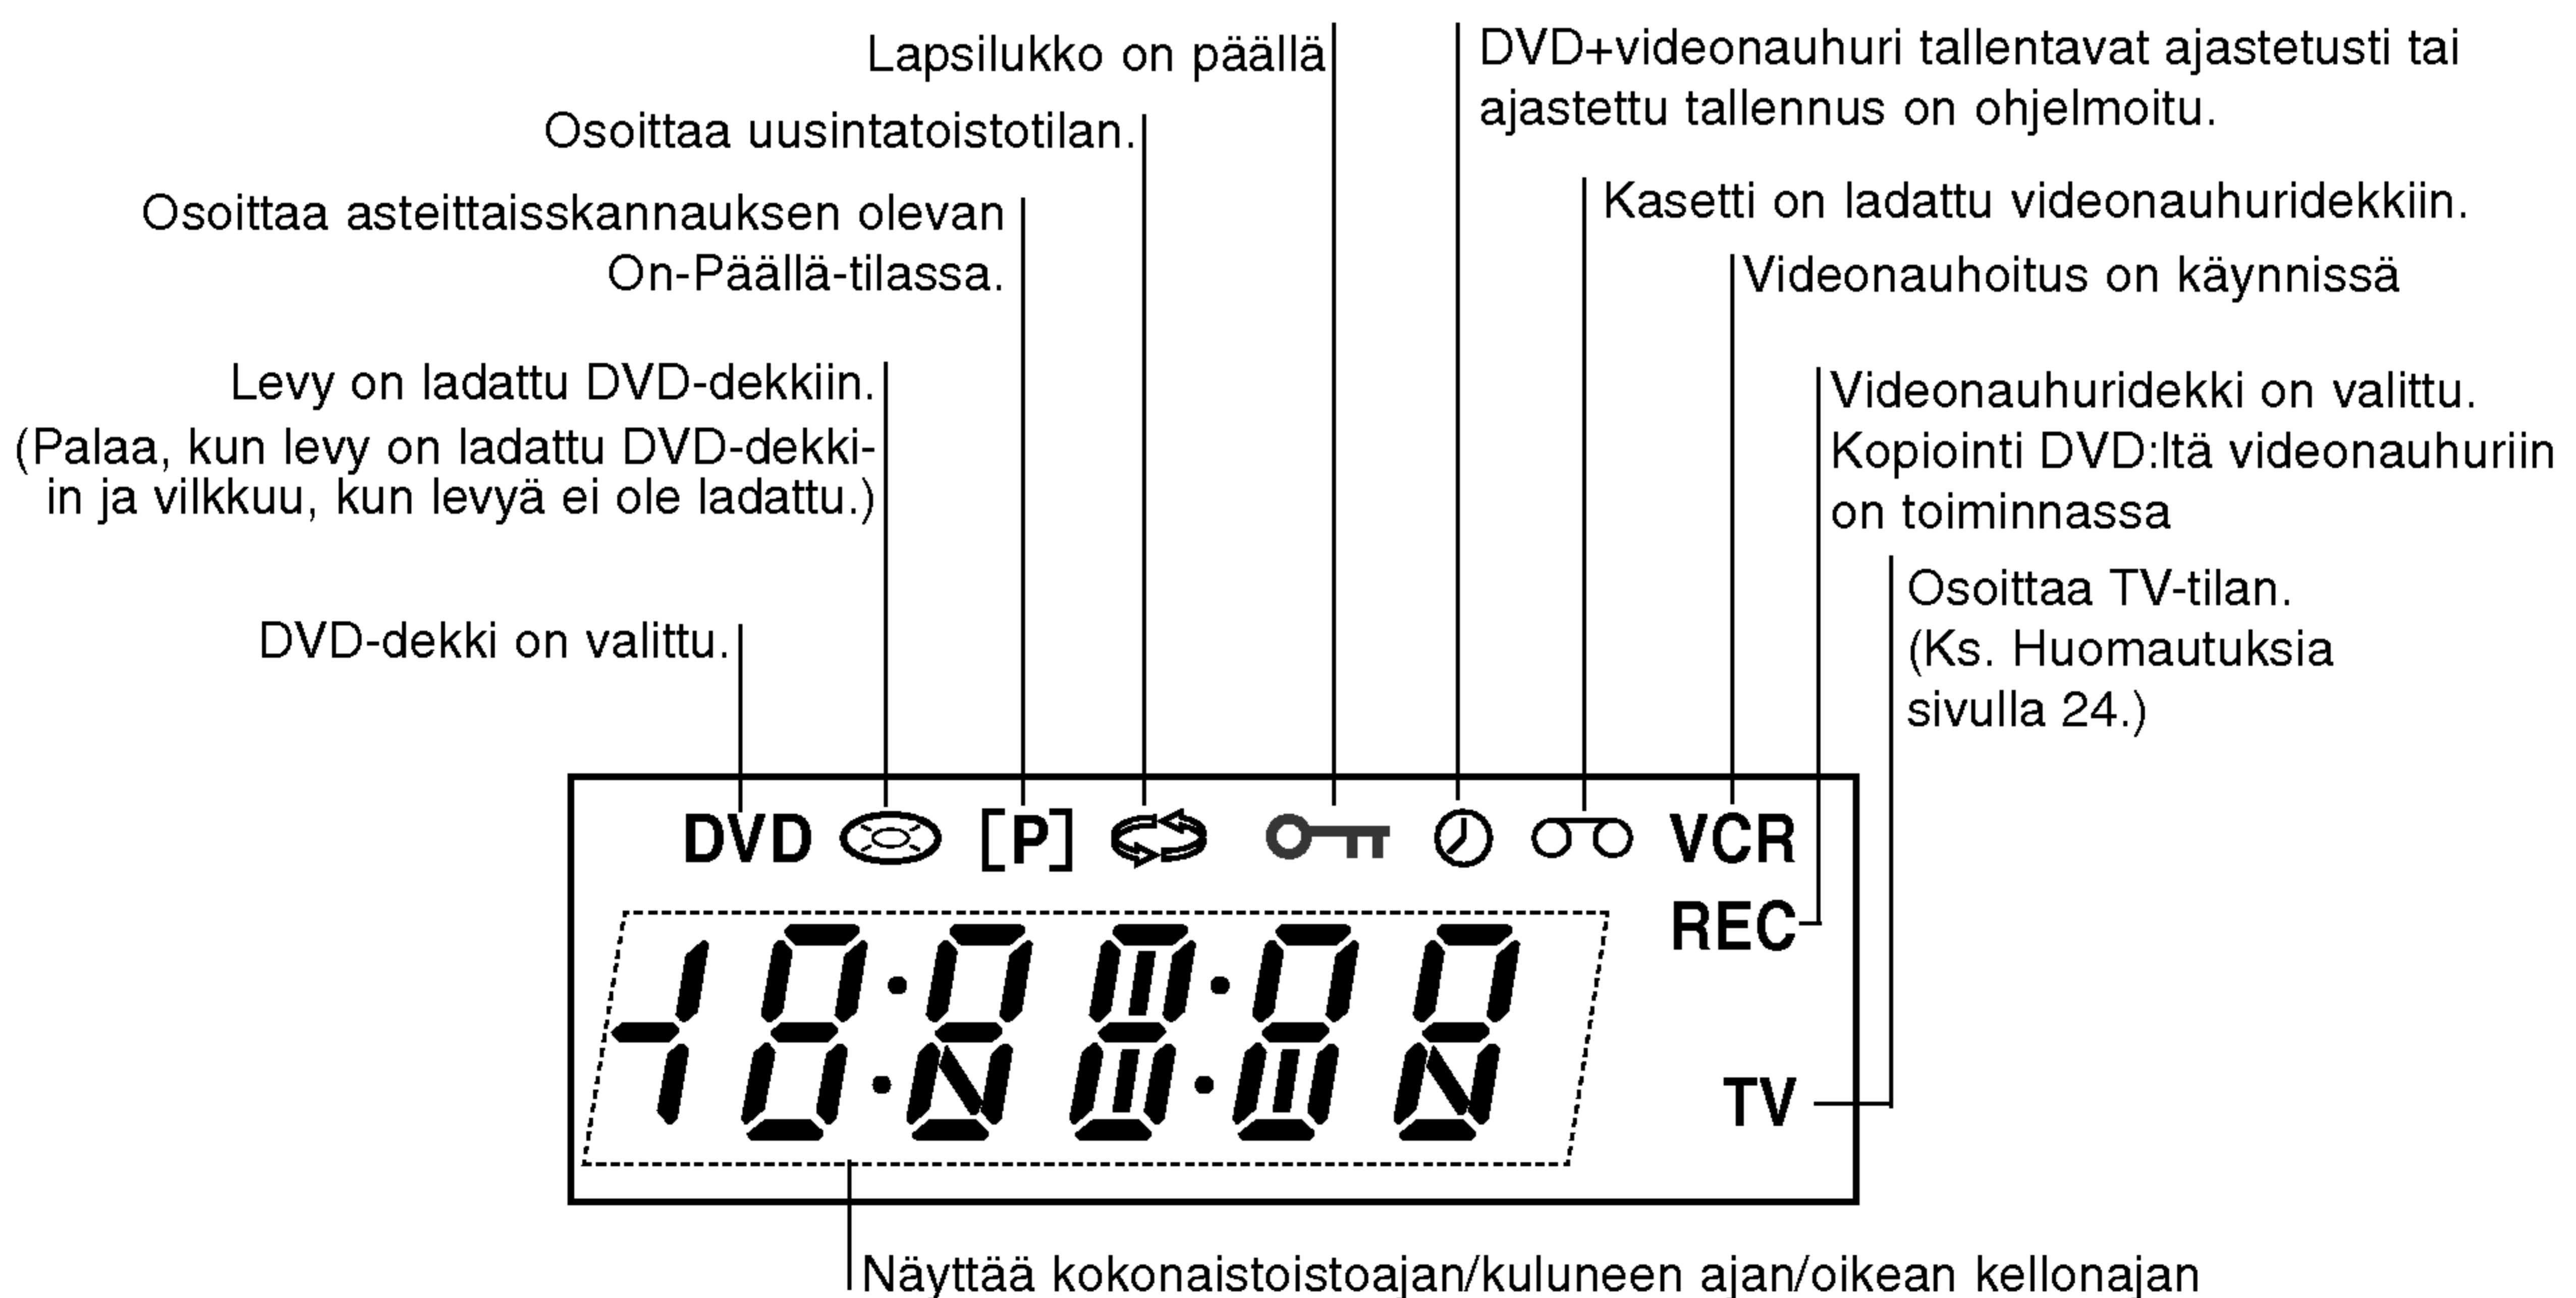 Lapsilukko on päällä
DVD+videonauhuri tallentavat ajastetusti tai
ajastettu tallennus on ohjelmoitu.
Osoittaa uusintatoistotilan.
Kasetti on ladattu videonauhuridekkiin.
Osoittaa asteittaisskannauksen olevan
On-Päällä-tilassa.
Videonauhoitus on käynnissä
Levy on ladattu DVD-dekkiin.
(Palaa, kun levy on ladattu DVD-dekki-
in ja vilkkuu, kun levyä ei ole ladattu.)
Videonauhuridekki on valittu.
Kopiointi DVD:ltä videonauhuriin
on toiminnassa
DVD-dekki on valittu.
Osoittaa TV-tilan.
(Ks. Huomautuksia
sivulla 24.)
DVD [P] VCR
REC
TV
Näyttää kokonaistoistoajan/kuluneen ajan/oikean kellonajan